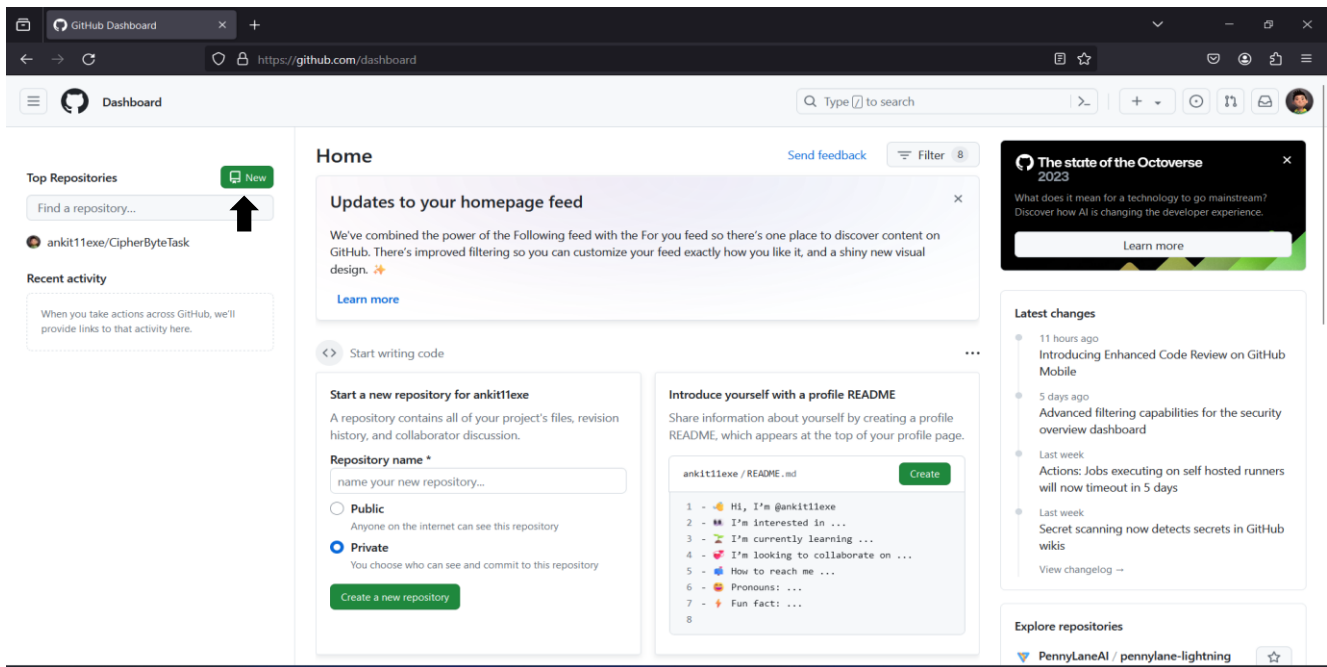 GitHub Dashboard
https://github.com/dashboard
Dashboard
Type / to search
Top Repositories
New
Find a repository...
ankit11exe/CipherByteTask
Recent activity
When you take actions across GitHub, we'll
provide links to that activity here.
Home
Send feedback
Filter 8
Updates to your homepage feed
We've combined the power of the Following feed with the For you feed so there's one place to discover content on
GitHub. There's improved filtering so you can customize your feed exactly how you like it, and a shiny new visual
design. ✨
Learn more
Start writing code
Start a new repository for ankit11exe
A repository contains all of your project's files, revision
history, and collaborator discussion.
Repository name *
name your new repository...
Public
Anyone on the internet can see this repository
Private
You choose who can see and commit to this repository
Create a new repository
Introduce yourself with a profile README
Share information about yourself by creating a profile
README, which appears at the top of your profile page.
ankit11exe / README.md
Create
1 - 👋 Hi, I'm @ankit11exe
2 - 👀 I'm interested in ...
3 - 🌱 I'm currently learning ...
4 - 💞️ I'm looking to collaborate on ...
5 - 📫 How to reach me ...
6 - 😄 Pronouns: ...
7 - ⚡ Fun fact: ...
8
The state of the Octoverse
2023
What does it mean for a technology to go mainstream?
Discover how AI is changing the developer experience.
Learn more
Latest changes
11 hours ago
Introducing Enhanced Code Review on GitHub
Mobile
5 days ago
Advanced filtering capabilities for the security
overview dashboard
Last week
Actions: Jobs executing on self hosted runners
will now timeout in 5 days
Last week
Secret scanning now detects secrets in GitHub
wikis
View changelog →
Explore repositories
PennyLaneAI / pennylane-lightning